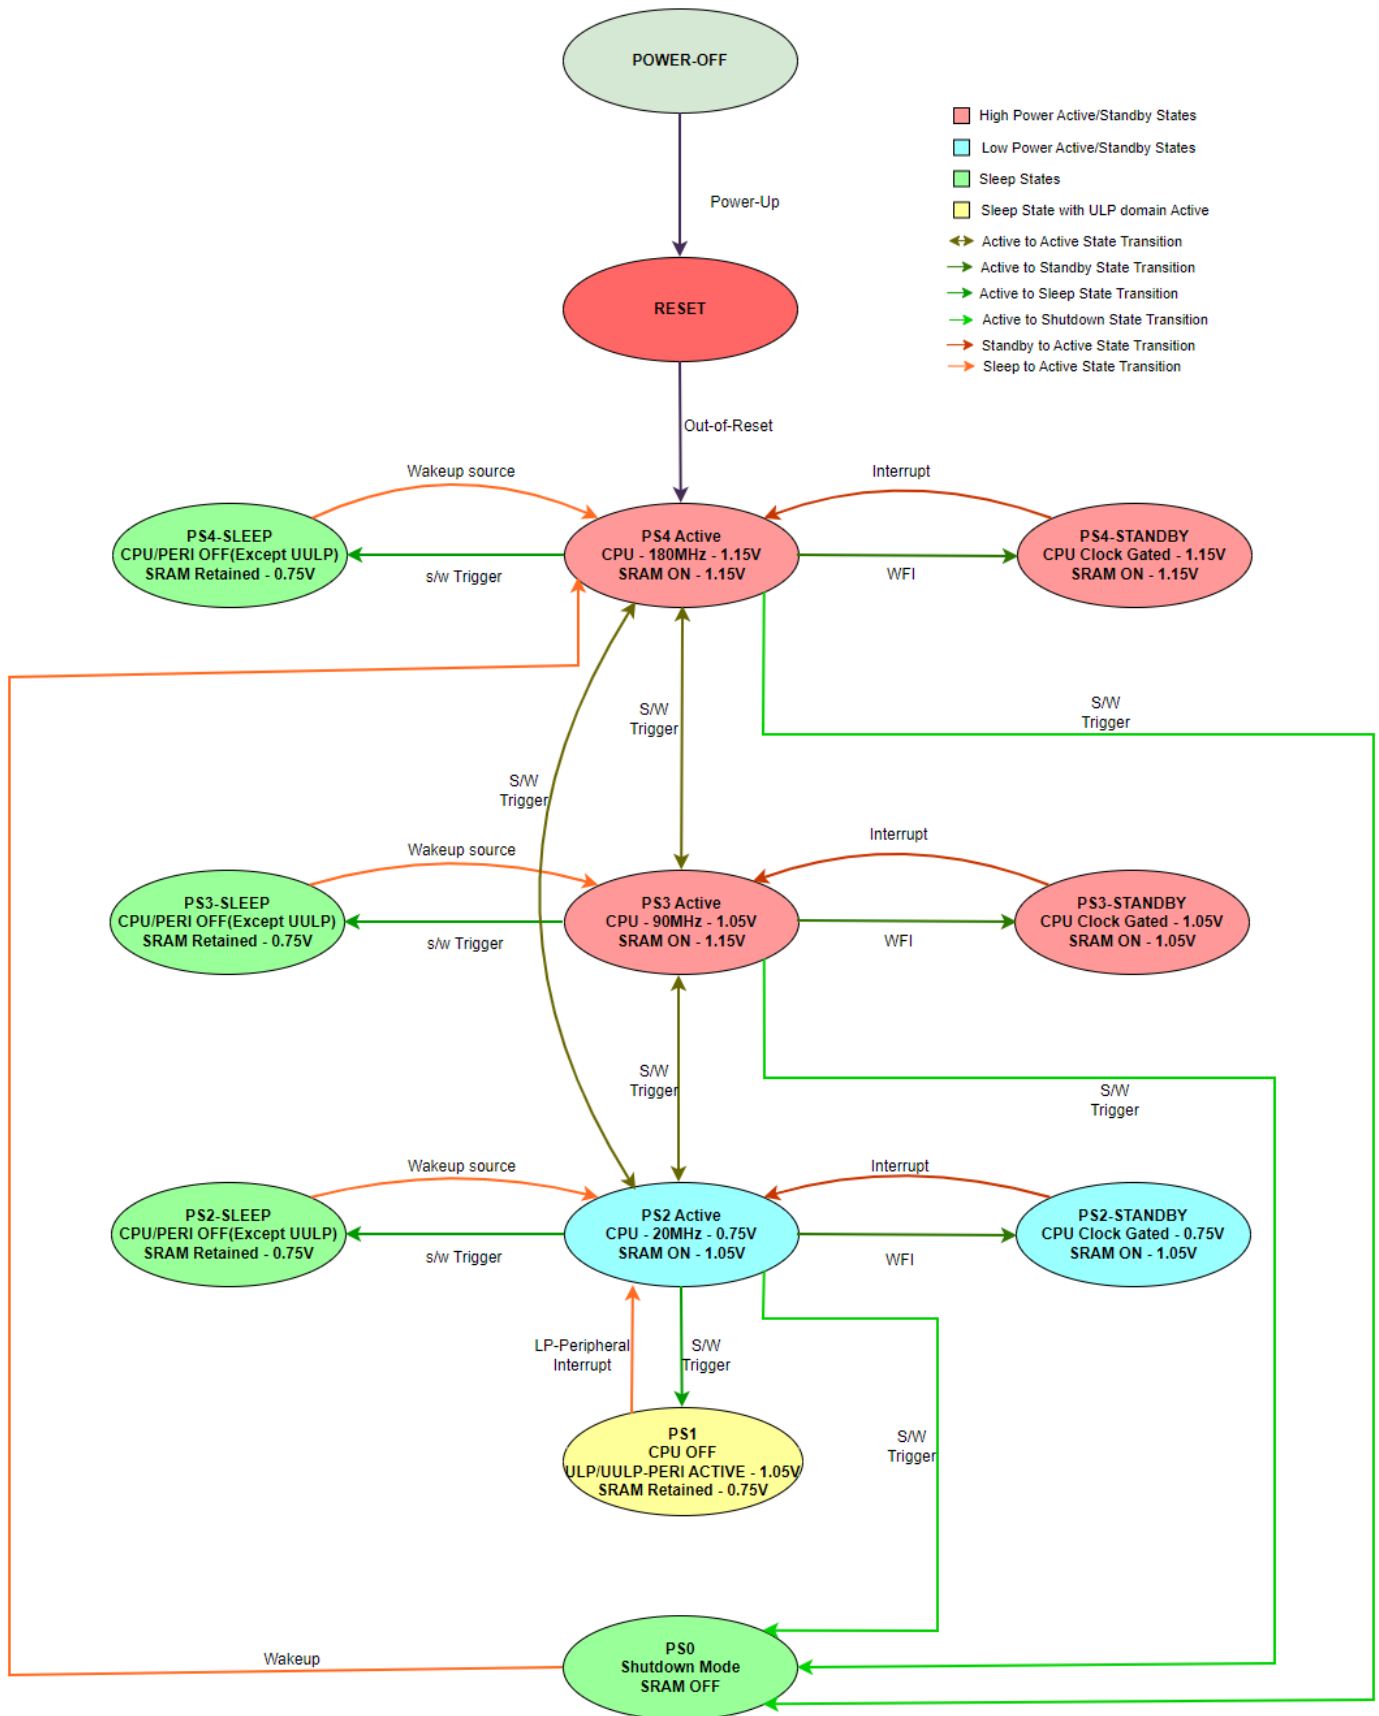 POWER-OFF
High Power Active/Standby States
Low Power Active/Standby States
Sleep States
Sleep State with ULP domain Active
Active to Active State Transition
Active to Standby State Transition
Active to Sleep State Transition
Active to Shutdown State Transition
Standby to Active State Transition
Sleep to Active State Transition
Power-Up
RESET
Out-of-Reset
Wakeup source
Interrupt
PS4-SLEEP
CPU/PERI OFF(Except UULP)
SRAM Retained - 0.75V
s/w Trigger
PS4 Active
CPU - 180MHz - 1.15V
SRAM ON - 1.15V
WFI
PS4-STANDBY
CPU Clock Gated - 1.15V
SRAM ON - 1.15V
S/W
Trigger
S/W
Trigger
S/W
Trigger
Wakeup source
Interrupt
PS3-SLEEP
CPU/PERI OFF(Except UULP)
SRAM Retained - 0.75V
s/w Trigger
PS3 Active
CPU - 90MHz - 1.05V
SRAM ON - 1.15V
WFI
PS3-STANDBY
CPU Clock Gated - 1.05V
SRAM ON - 1.05V
S/W
Trigger
S/W
Trigger
Wakeup source
Interrupt
PS2-SLEEP
CPU/PERI OFF(Except UULP)
SRAM Retained - 0.75V
s/w Trigger
PS2 Active
CPU - 20MHz - 0.75V
SRAM ON - 1.05V
WFI
PS2-STANDBY
CPU Clock Gated - 0.75V
SRAM ON - 1.05V
LP-Peripheral
Interrupt
S/W
Trigger
PS1
CPU OFF
ULP/UULP-PERI ACTIVE - 1.05V
SRAM Retained - 0.75V
S/W
Trigger
Wakeup
PS0
Shutdown Mode
SRAM OFF